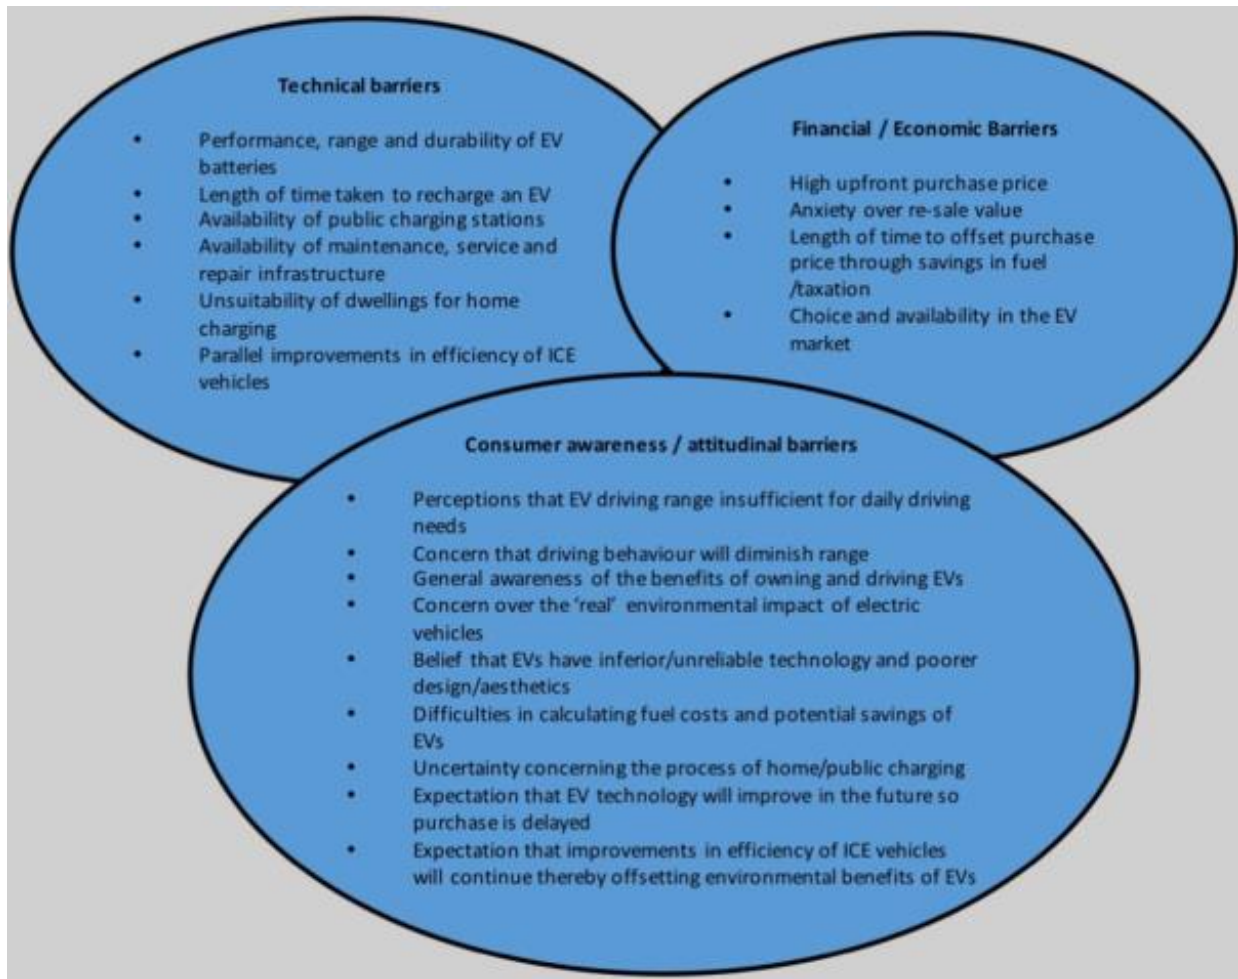 Technical barriers
• Performance, range and durability of EV
batteries
• Length of time taken to recharge an EV
• Availability of public charging stations
• Availability of maintenance, service and
repair infrastructure
• Unsuitability of dwellings for home
charging
• Parallel improvements in efficiency of ICE
vehicles
Financial / Economic Barriers
• High upfront purchase price
• Anxiety over re-sale value
• Length of time to offset purchase
price through savings in fuel
/taxation
• Choice and availability in the EV
market
Consumer awareness / attitudinal barriers
• Perceptions that EV driving range insufficient for daily driving
needs
• Concern that driving behaviour will diminish range
• General awareness of the benefits of owning and driving EVs
• Concern over the ‘real’ environmental impact of electric
vehicles
• Belief that EVs have inferior/unreliable technology and poorer
design/aesthetics
• Difficulties in calculating fuel costs and potential savings of
EVs
• Uncertainty concerning the process of home/public charging
• Expectation that EV technology will improve in the future so
purchase is delayed
• Expectation that improvements in efficiency of ICE vehicles
will continue thereby offsetting environmental benefits of EVs